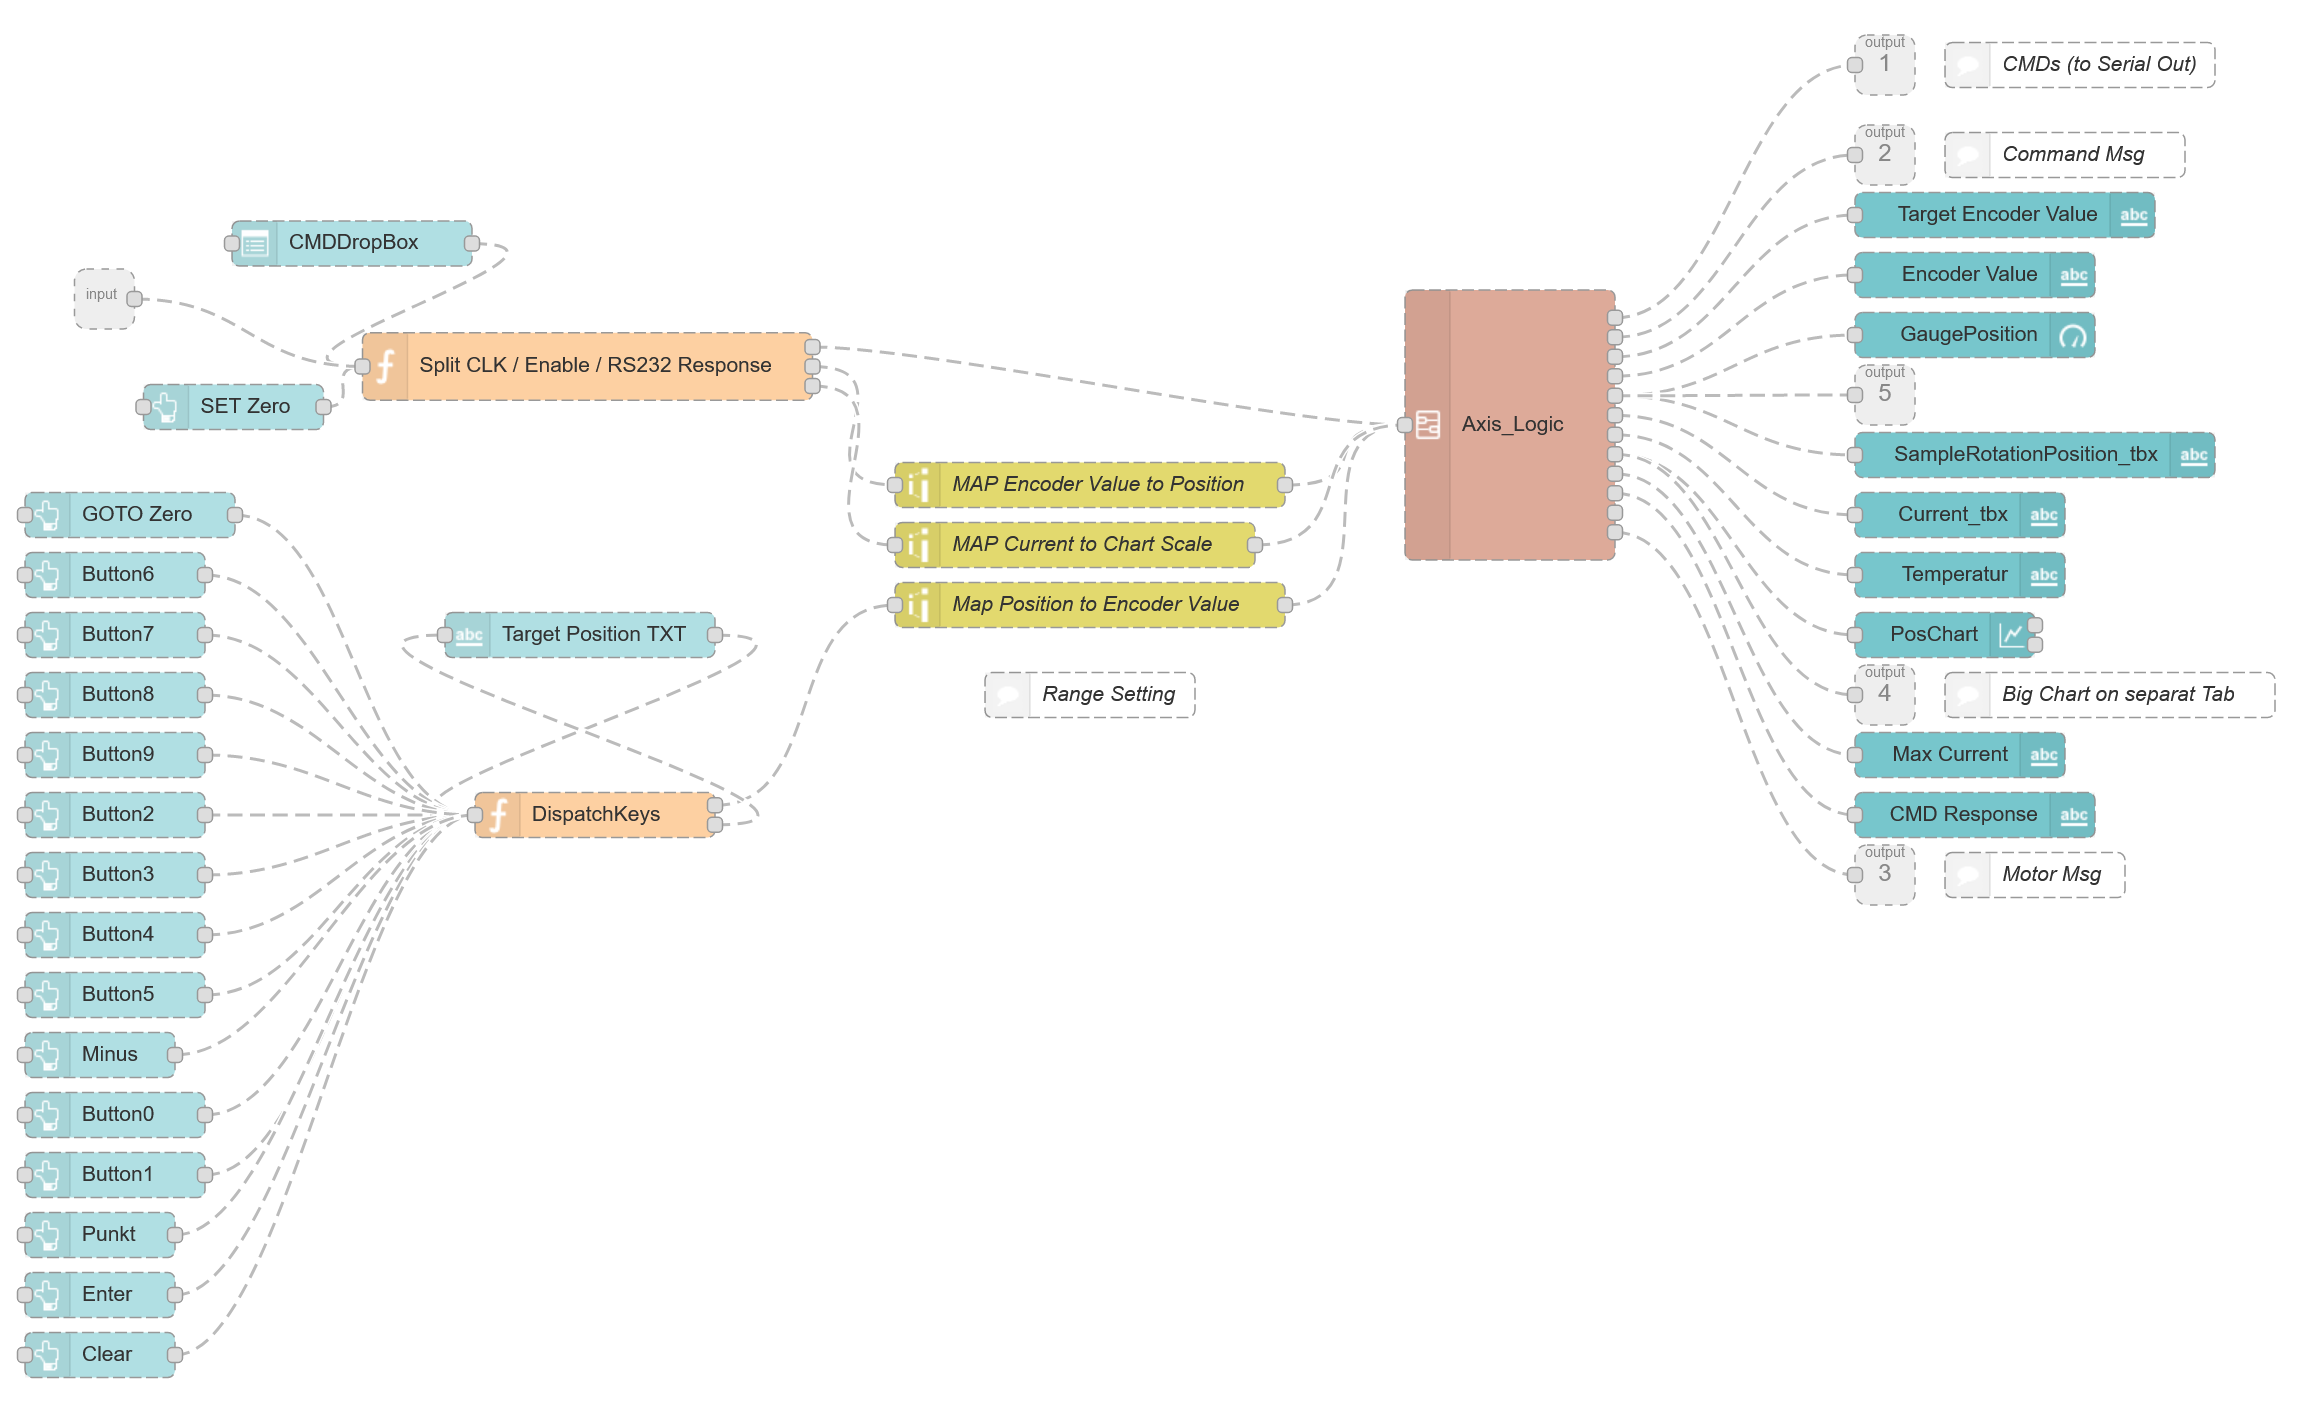 CMDDropBox
input
Split CLK / Enable / RS232 Response
SET Zero
GOTO Zero
Button6
Button7
Button8
Button9
Button2
Button3
Button4
Button5
Minus
Button0
Button1
Punkt
Enter
Clear
abc Target Position TXT
DispatchKeys
MAP Encoder Value to Position
MAP Current to Chart Scale
Map Position to Encoder Value
Range Setting
Axis_Logic
output
1
CMDs (to Serial Out)
output
2
Command Msg
Target Encoder Value abc
Encoder Value abc
GaugePosition
output
5
SampleRotationPosition_tbx abc
Current_tbx abc
Temperatur abc
PosChart
output
4
Big Chart on separat Tab
Max Current abc
CMD Response abc
output
3
Motor Msg